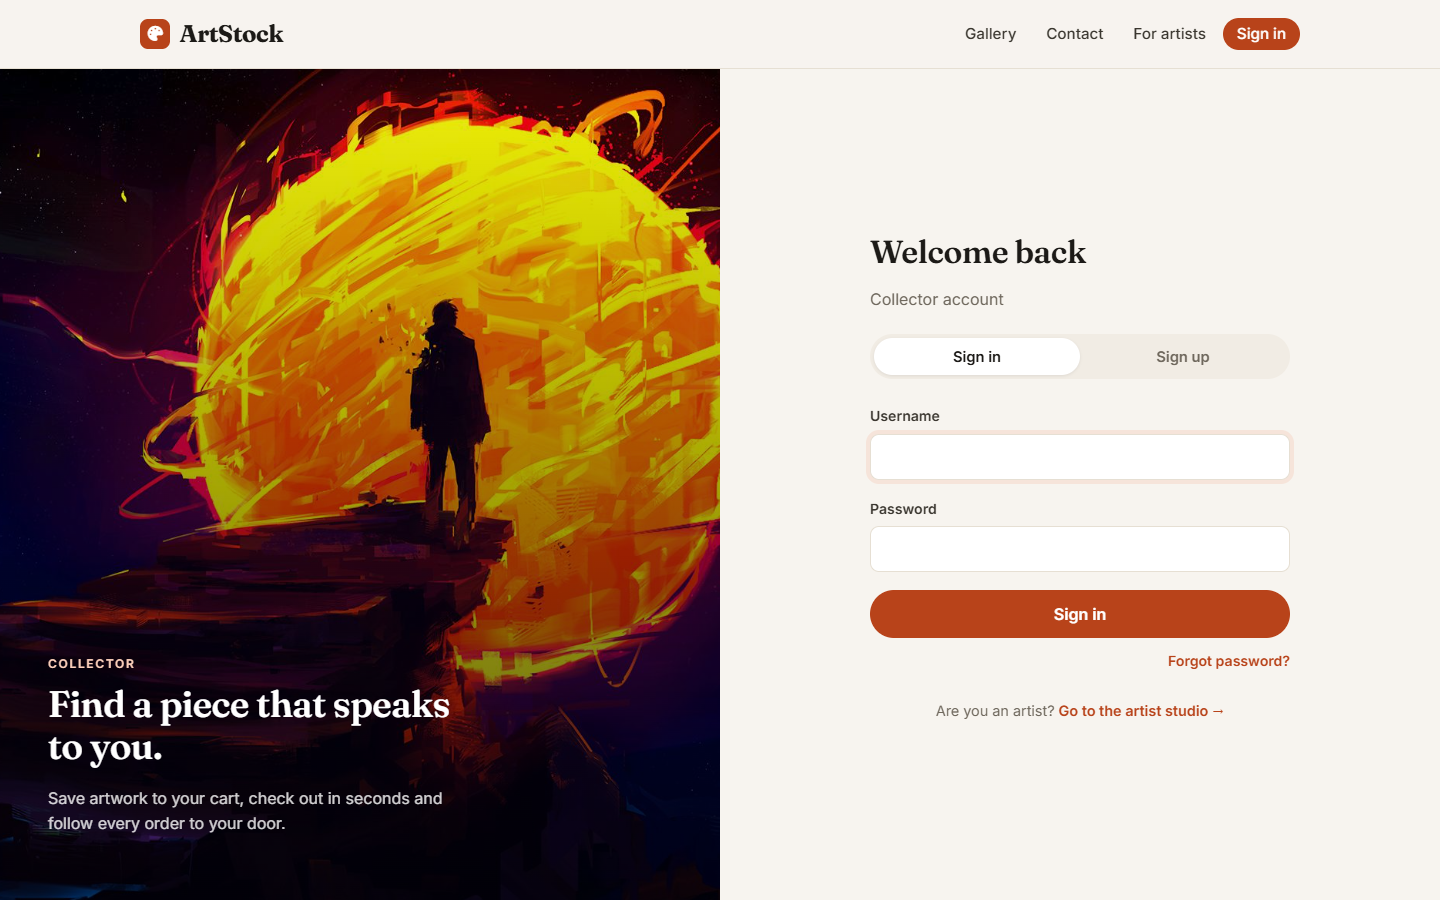 ArtStock
Gallery
Contact
For artists
Sign in
COLLECTOR
Find a piece that speaks
to you.
Save artwork to your cart, check out in seconds and
follow every order to your door.
Welcome back
Collector account
Sign in
Sign up
Username
Password
Sign in
Forgot password?
Are you an artist? Go to the artist studio →